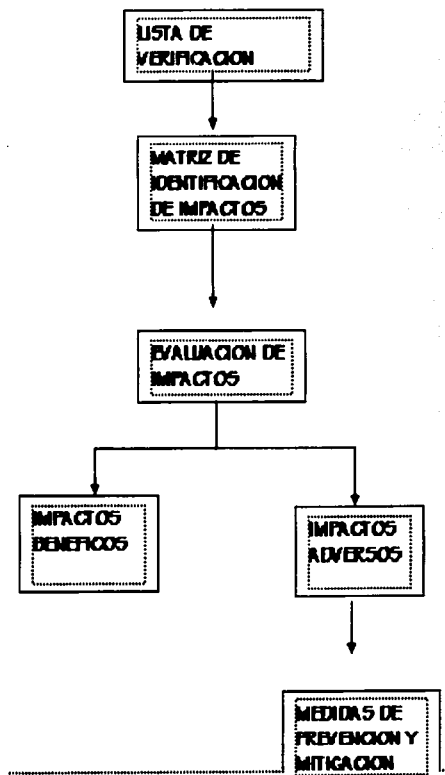 LISTA DE
VERIFICACION
MATRIZ DE
IDENTIFICACION
DE IMPACTOS
EVALUACION DE
IMPACTOS
IMPACTOS
BENEFICOS
IMPACTOS
ADVERSOS
MEDIDAS DE
PREVENCION Y
MITIGACION